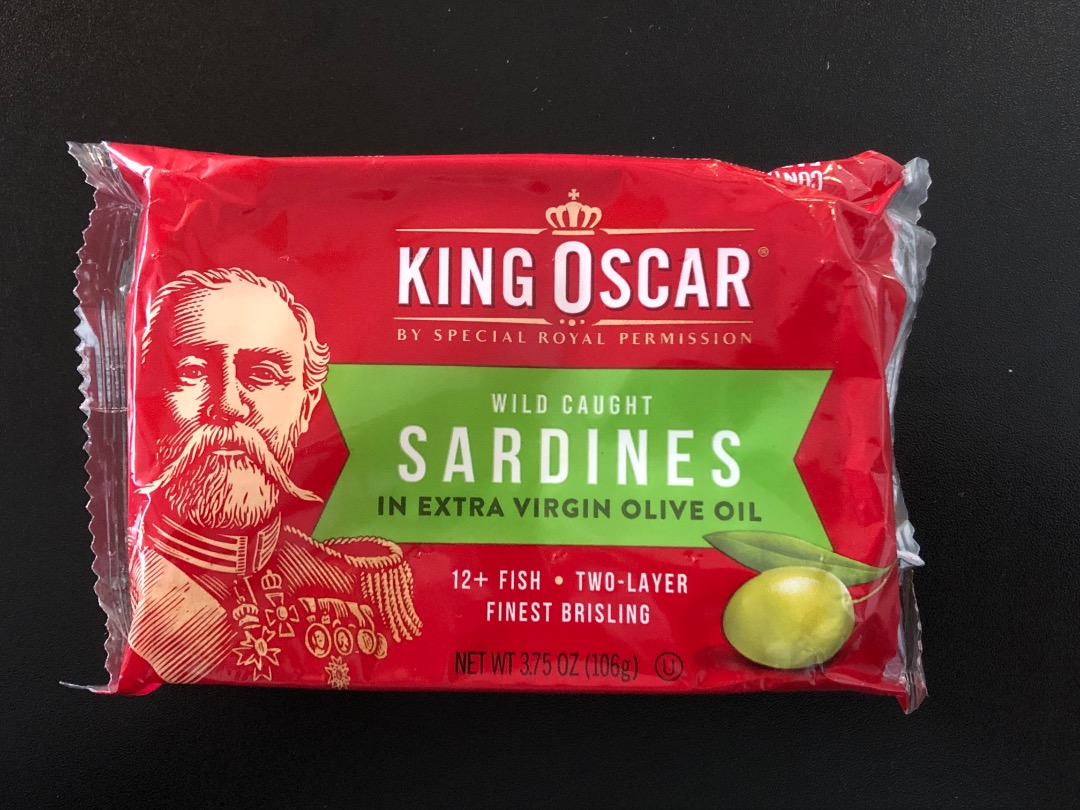 KING OSCAR®
BY SPECIAL ROYAL PERMISSION
WILD CAUGHT
SARDINES
IN EXTRA VIRGIN OLIVE OIL
12+ FISH • TWO-LAYER
FINEST BRISLING
NET WT 3.75 OZ (106g) Ⓤ